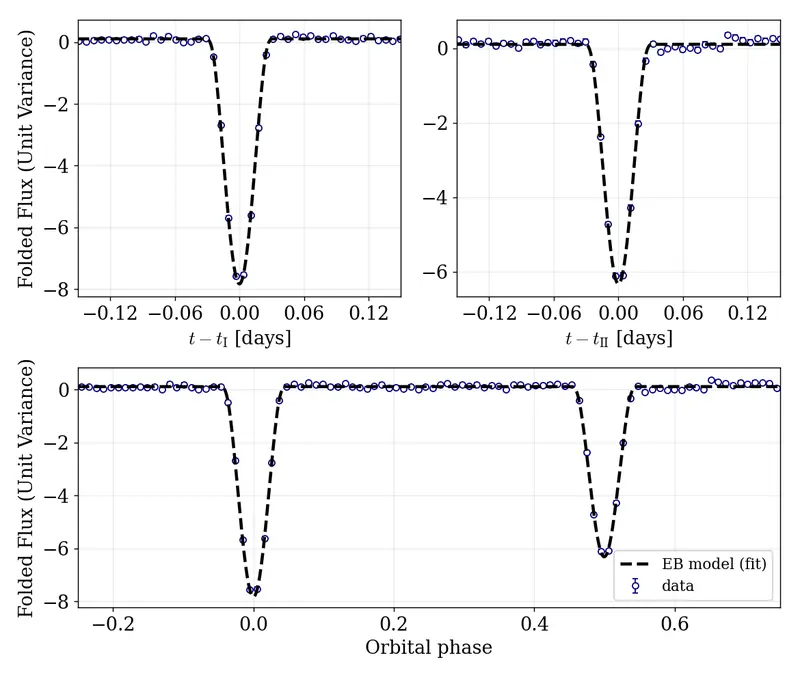 Folded Flux (Unit Variance)
0
−2
−4
−6
−8
−0.12 −0.06 0.00 0.06 0.12
t − tI [days]
0
−2
−4
−6
−0.12 −0.06 0.00 0.06 0.12
t − tII [days]
Folded Flux (Unit Variance)
0
−2
−4
−6
−8
EB model (fit)
data
−0.2 0.0 0.2 0.4 0.6
Orbital phase